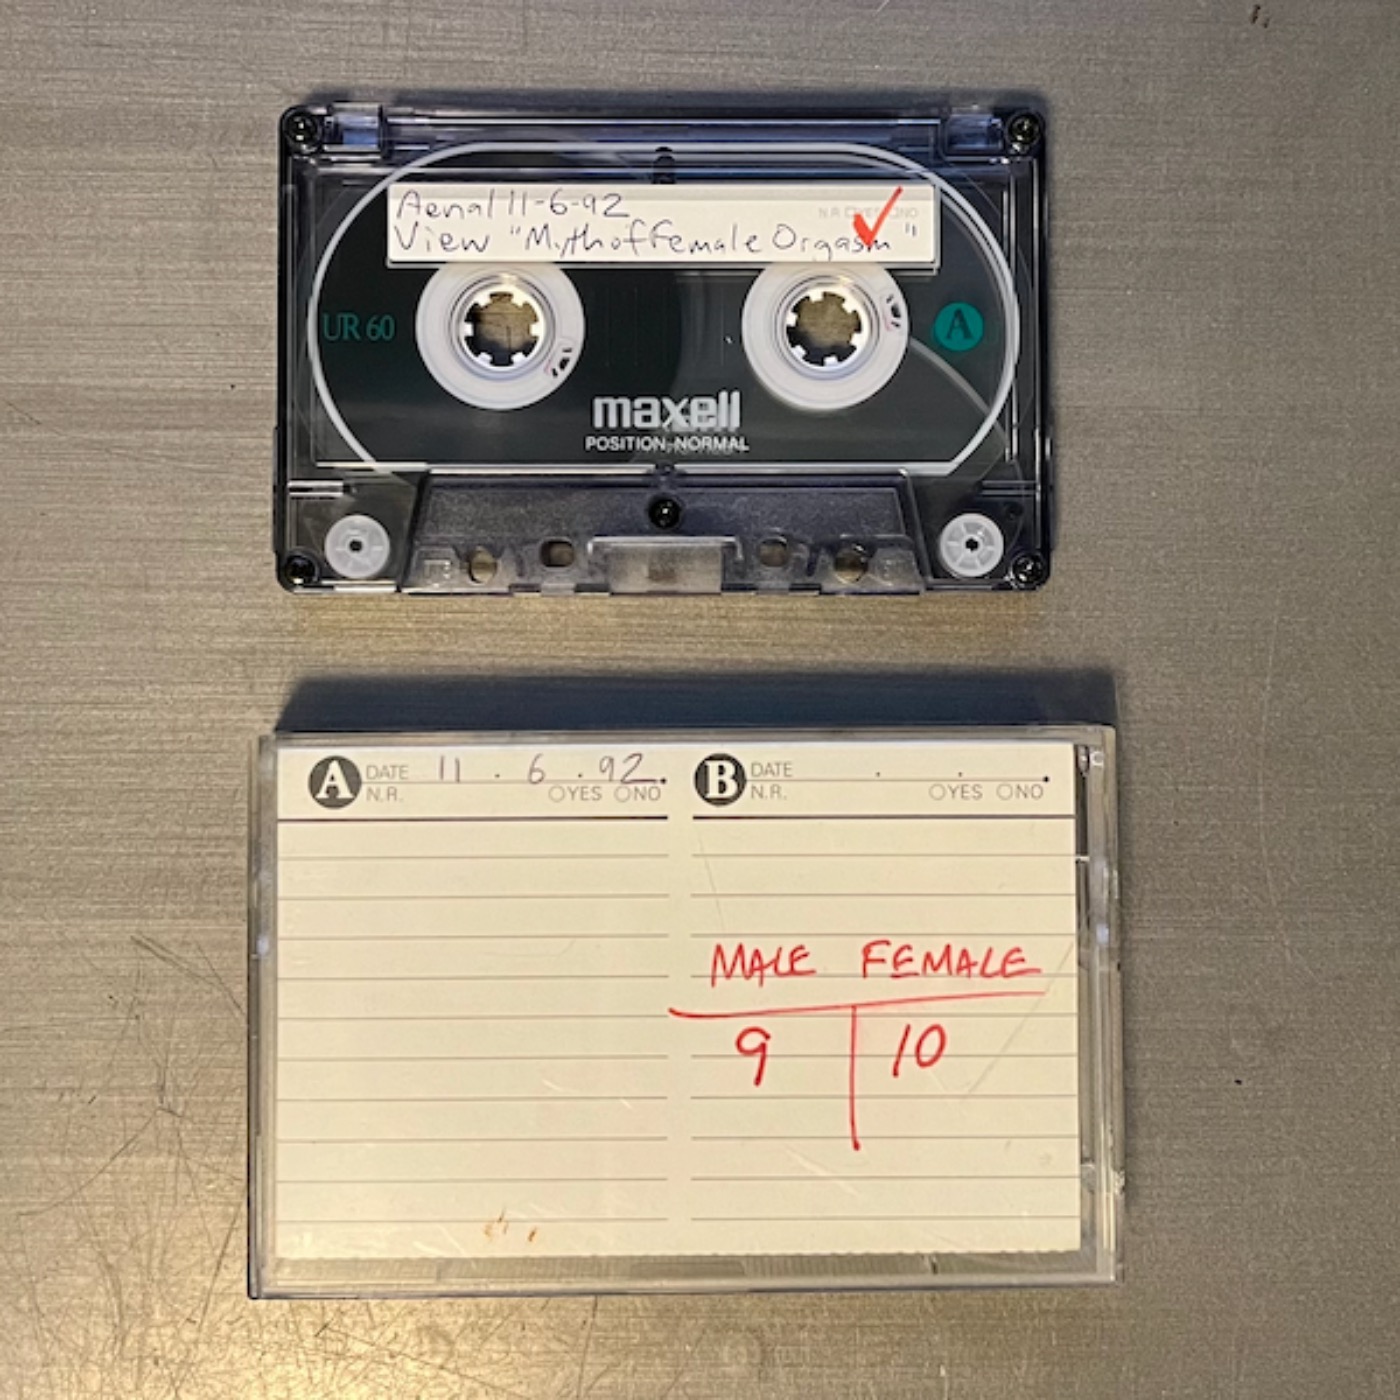 Aerial 11-6-92
N.R. YES NO
View "Myth of Female Orgasm"
UR 60
A
maxell
POSITION NORMAL
A DATE 11 . 6 . 92.
N.R. YES NO
B DATE . . .
N.R. YES NO
MALE FEMALE
9 10